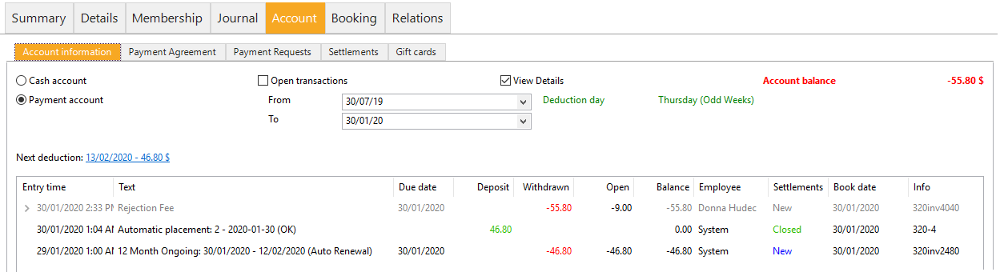 Summary Details Membership Journal Account Booking Relations
Account information Payment Agreement Payment Requests Settlements Gift cards
Cash account Open transactions View Details Account balance -55.80 $
Payment account From 30/07/19 Deduction day Thursday (Odd Weeks)
To 30/01/20
Next deduction: 13/02/2020 - 46.80 $
Entry time Text Due date Deposit Withdrawn Open Balance Employee Settlements Book date Info
30/01/2020 2:33 PM Rejection Fee 30/01/2020 -55.80 -9.00 -55.80 Donna Hudec New 30/01/2020 320inv4040
30/01/2020 1:04 AM Automatic placement: 2 - 2020-01-30 (OK) 46.80 0.00 System Closed 30/01/2020 320-4
29/01/2020 1:00 AM 12 Month Ongoing: 30/01/2020 - 12/02/2020 (Auto Renewal) 30/01/2020 -46.80 -46.80 -46.80 System New 30/01/2020 320inv2480